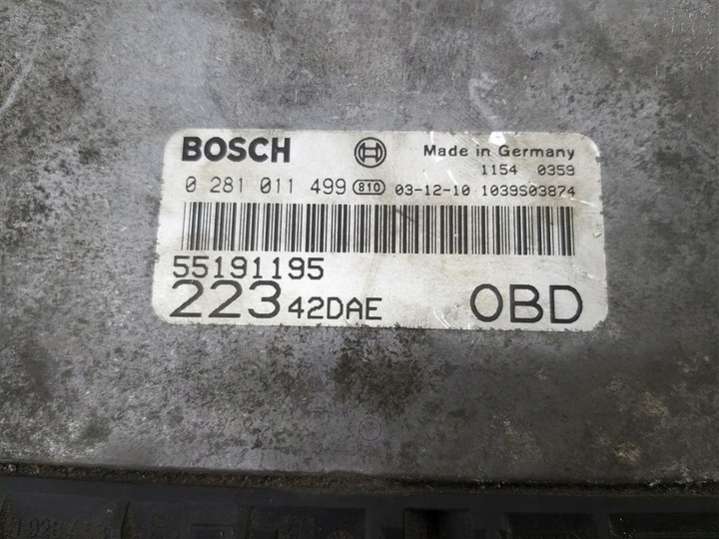 BOSCH Made in Germany
1154 0359
0 281 011 499 810 03-12-10 1039S03874
55191195
223 42DAE OBD